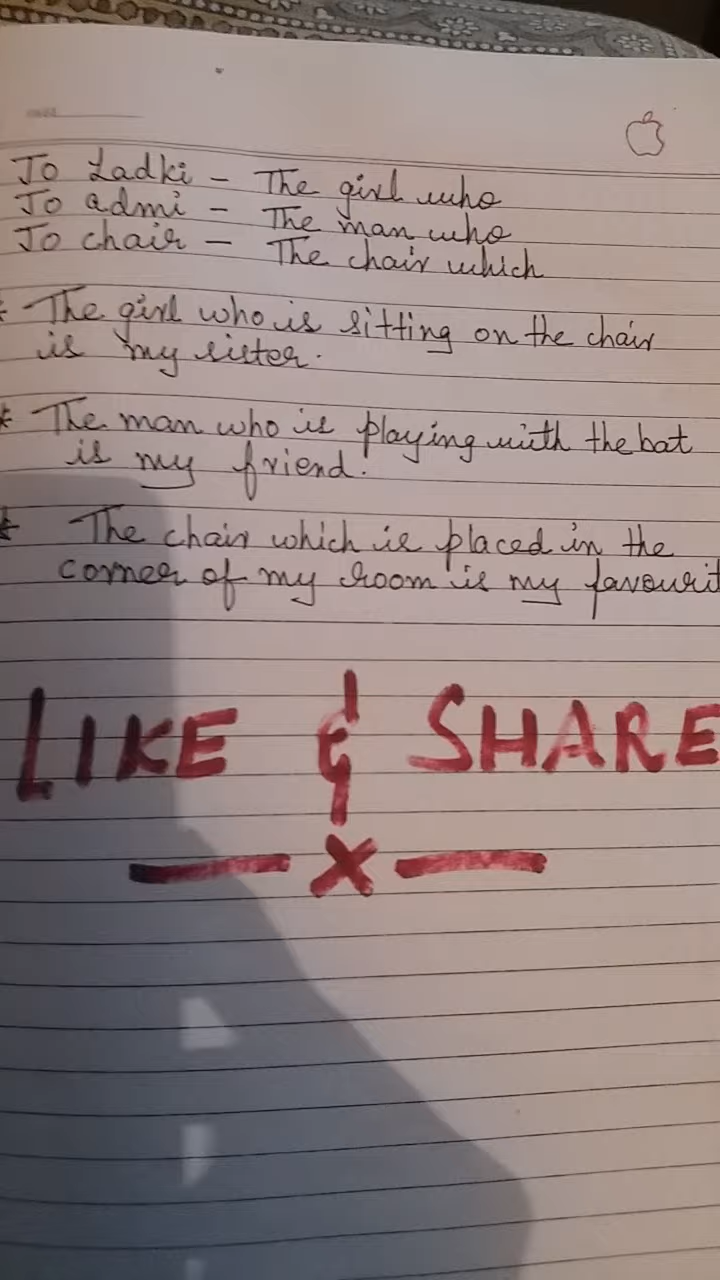 Jo Ladki - The girl who
Jo admi - The man who
Jo chair - The chair which
* The girl who is sitting on the chair
is my sister.
* The man who is playing with the bat
is my friend.
* The chair which is placed in the
corner of my room is my favourit
LIKE & SHARE
— X —